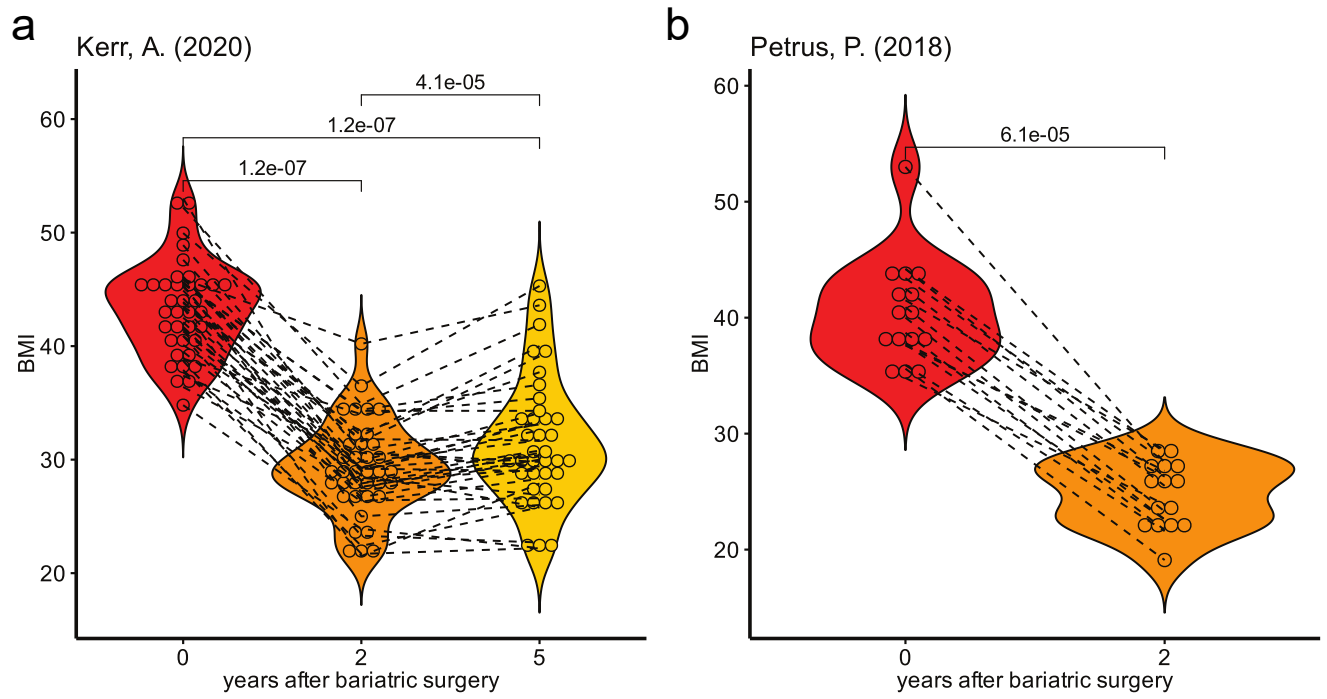 a
Kerr, A. (2020)
4.1e-05
1.2e-07
1.2e-07
60
50
40
30
20
BMI
0 2 5
years after bariatric surgery
b
Petrus, P. (2018)
6.1e-05
60
50
40
30
20
BMI
0 2
years after bariatric surgery